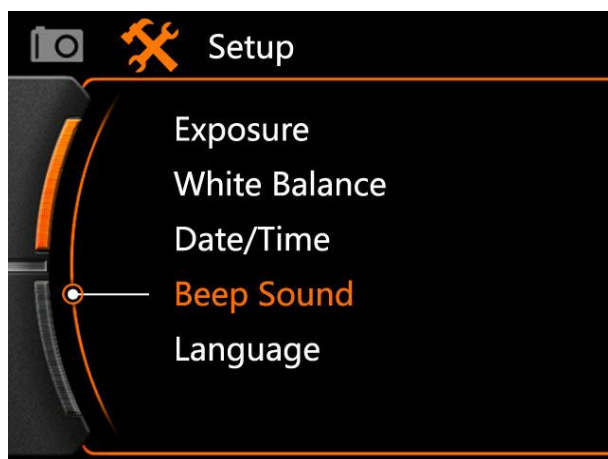 Setup
Exposure
White Balance
Date/Time
Beep Sound
Language